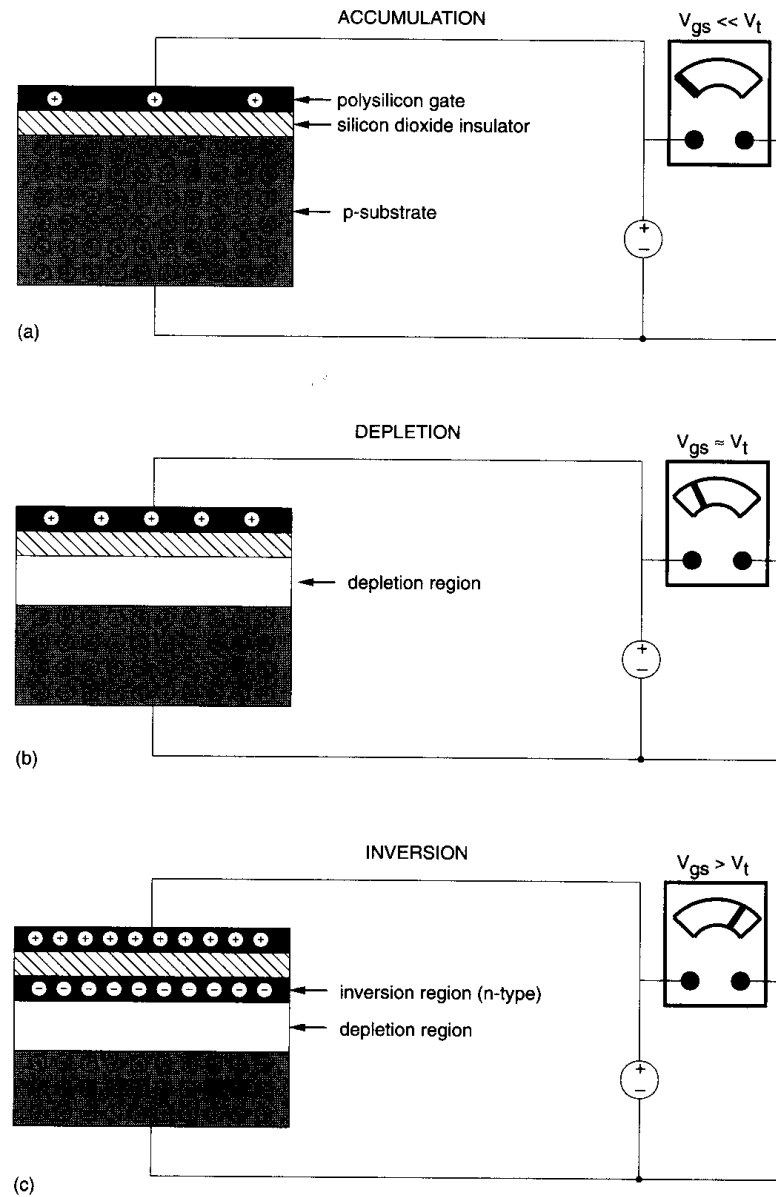 ACCUMULATION
V_gs << V_t
+ + +
polysilicon gate
silicon dioxide insulator
p-substrate
+
−
(a)
DEPLETION
V_gs ≈ V_t
+ + + + +
depletion region
+
−
(b)
INVERSION
V_gs > V_t
+ + + + + + + + + +
− − − − − − − − − −
inversion region (n-type)
depletion region
+
−
(c)